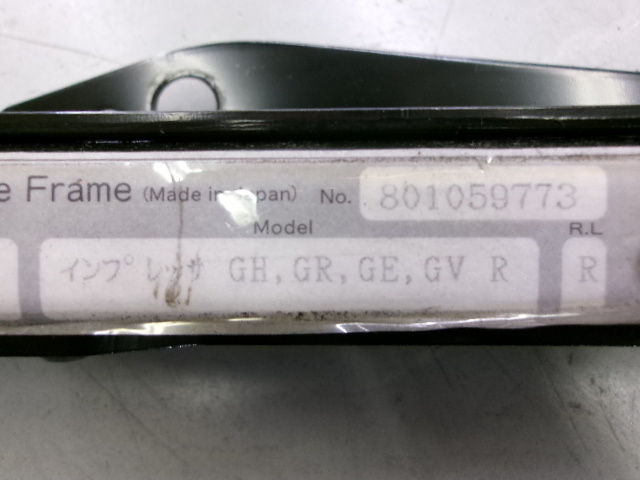 e Frame (Made in Japan) No. 801059773
Model R.L
インプレッサ GH,GR,GE,GV R R